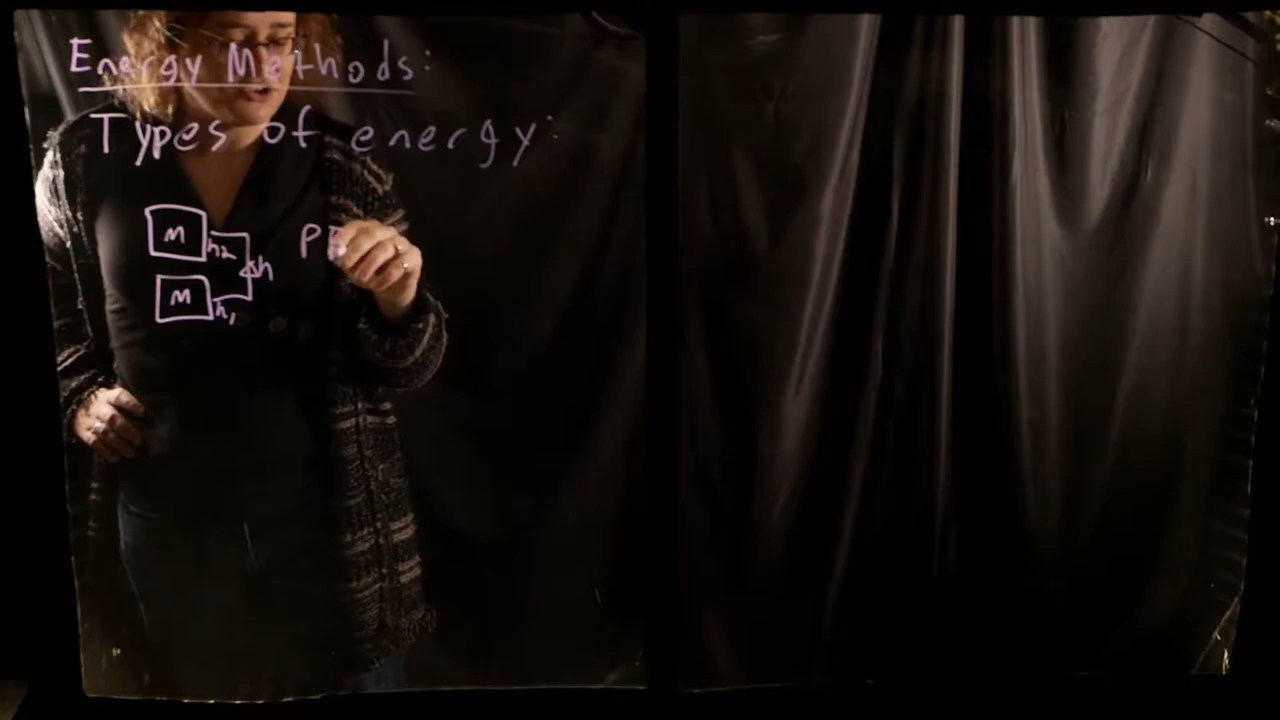 Energy Methods:
Types of energy:
M h2
Δh
M h1
P